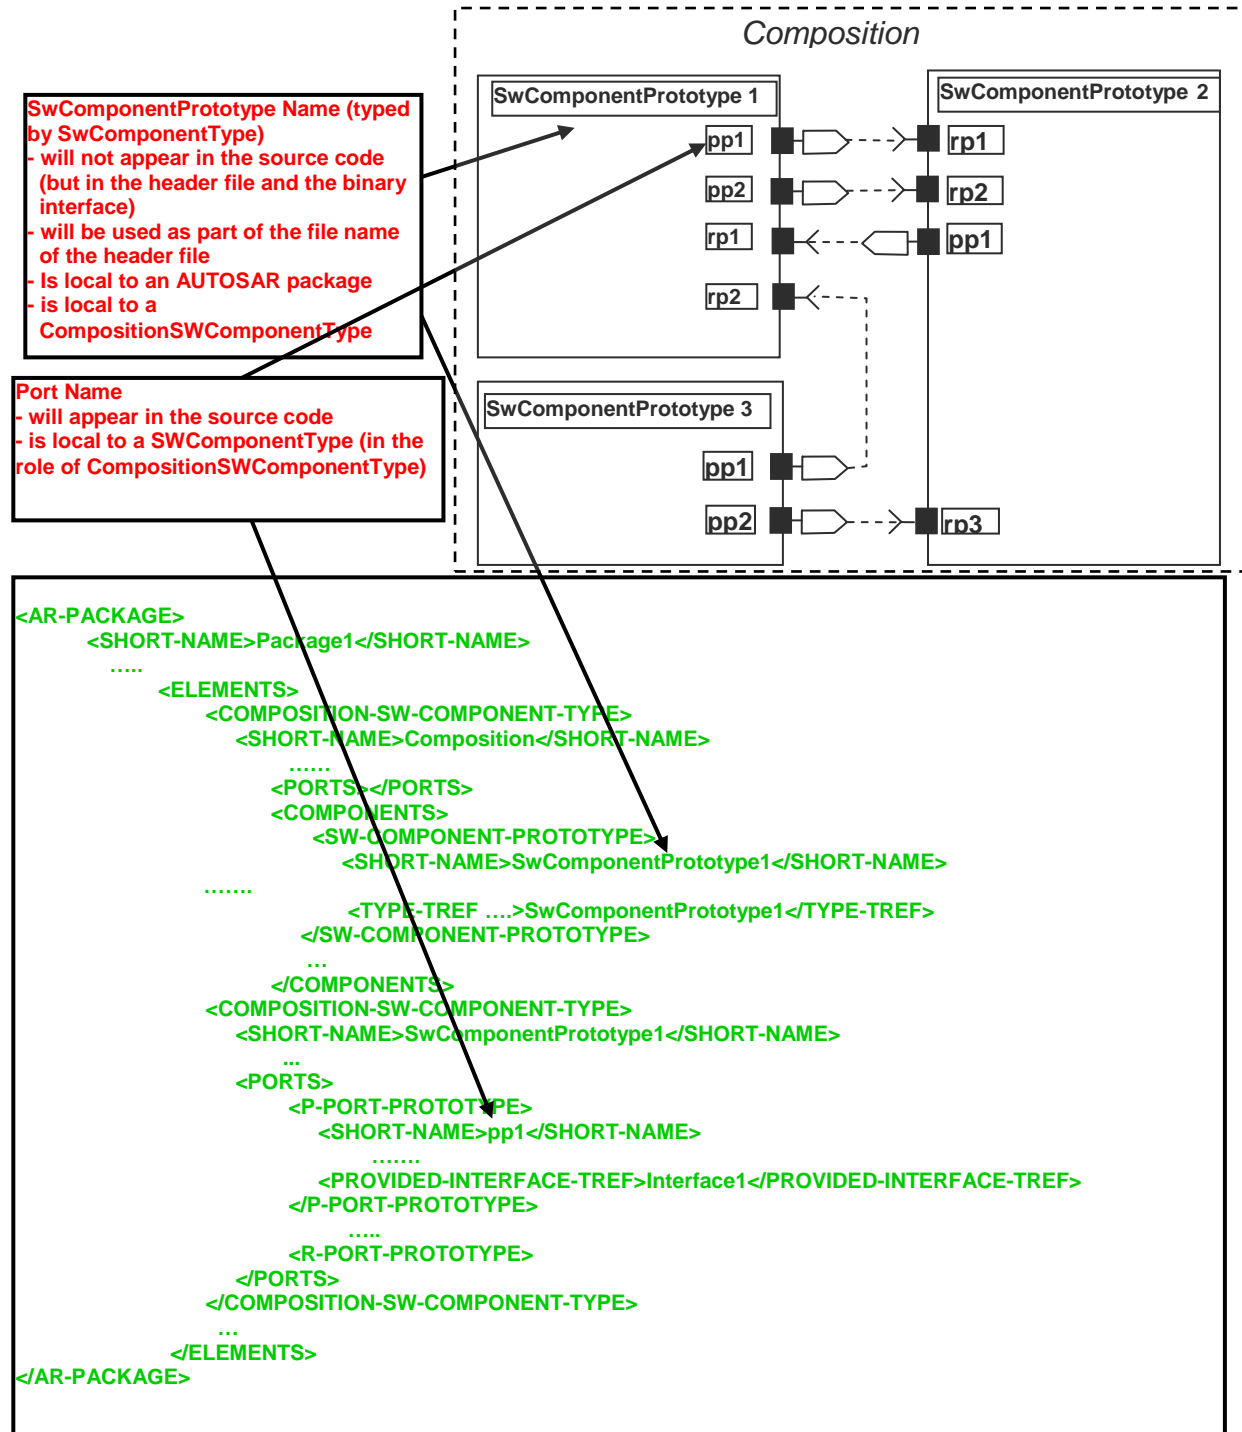 Composition
SwComponentPrototype Name (typed
by SwComponentType)
- will not appear in the source code
(but in the header file and the binary
interface)
- will be used as part of the file name
of the header file
- Is local to an AUTOSAR package
- is local to a
CompositionSWComponentType
Port Name
- will appear in the source code
- is local to a SWComponentType (in the
role of CompositionSWComponentType)
SwComponentPrototype 1
pp1
pp2
rp1
rp2
SwComponentPrototype 2
rp1
rp2
pp1
rp3
SwComponentPrototype 3
pp1
pp2
<AR-PACKAGE>
<SHORT-NAME>Package1</SHORT-NAME>
.....
<ELEMENTS>
<COMPOSITION-SW-COMPONENT-TYPE>
<SHORT-NAME>Composition</SHORT-NAME>
......
<PORTS></PORTS>
<COMPONENTS>
<SW-COMPONENT-PROTOTYPE>
<SHORT-NAME>SwComponentPrototype1</SHORT-NAME>
.......
<TYPE-TREF ....>SwComponentPrototype1</TYPE-TREF>
</SW-COMPONENT-PROTOTYPE>
...
</COMPONENTS>
<COMPOSITION-SW-COMPONENT-TYPE>
<SHORT-NAME>SwComponentPrototype1</SHORT-NAME>
...
<PORTS>
<P-PORT-PROTOTYPE>
<SHORT-NAME>pp1</SHORT-NAME>
.......
<PROVIDED-INTERFACE-TREF>Interface1</PROVIDED-INTERFACE-TREF>
</P-PORT-PROTOTYPE>
.....
<R-PORT-PROTOTYPE>
</PORTS>
</COMPOSITION-SW-COMPONENT-TYPE>
...
</ELEMENTS>
</AR-PACKAGE>